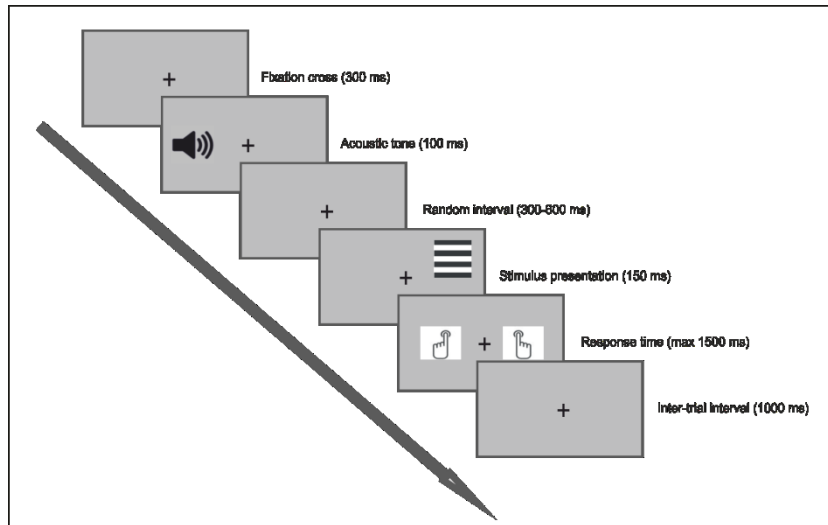 Fixation cross (300 ms)
Acoustic tone (100 ms)
Random interval (300-600 ms)
Stimulus presentation (150 ms)
Response time (max 1500 ms)
Inter-trial interval (1000 ms)